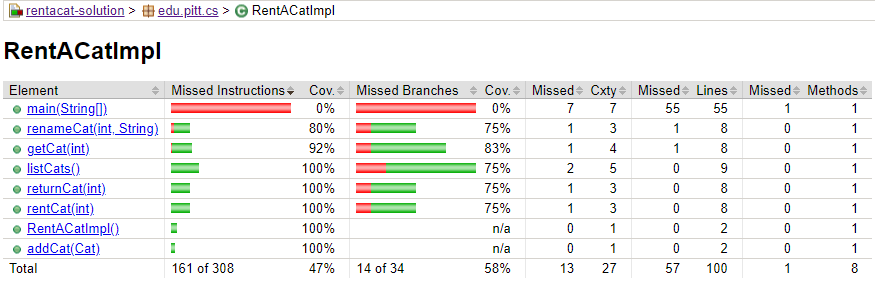 rentacat-solution > edu.pitt.cs > RentACatImpl
RentACatImpl
Element Missed Instructions Cov. Missed Branches Cov. Missed Cxty Missed Lines Missed Methods
main(String[]) 0% 0% 7 7 55 55 1 1
renameCat(int, String) 80% 75% 1 3 1 8 0 1
getCat(int) 92% 83% 1 4 1 8 0 1
listCats() 100% 75% 2 5 0 9 0 1
returnCat(int) 100% 75% 1 3 0 8 0 1
rentCat(int) 100% 75% 1 3 0 8 0 1
RentACatImpl() 100% n/a 0 1 0 2 0 1
addCat(Cat) 100% n/a 0 1 0 2 0 1
Total 161 of 308 47% 14 of 34 58% 13 27 57 100 1 8